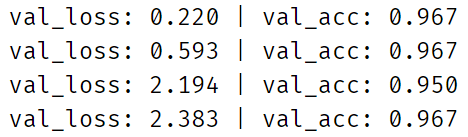 val_loss: 0.220 | val_acc: 0.967
val_loss: 0.593 | val_acc: 0.967
val_loss: 2.194 | val_acc: 0.950
val_loss: 2.383 | val_acc: 0.967